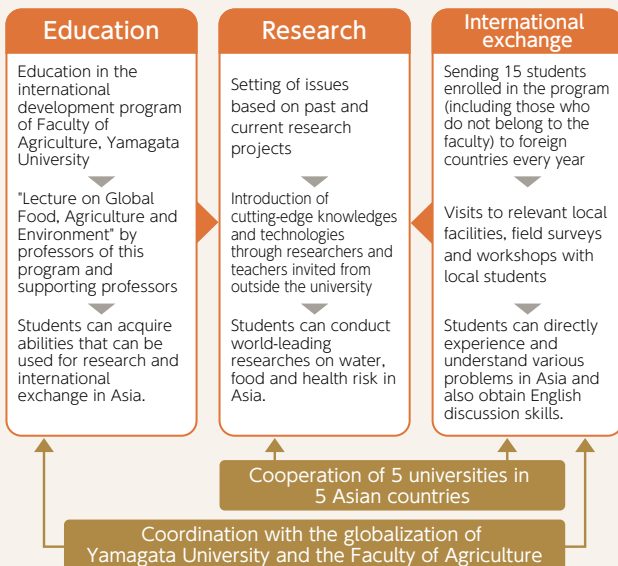 Education
Education in the
international
development program
of Faculty of
Agriculture, Yamagata
University
"Lecture on Global
Food, Agriculture and
Environment" by
professors of this
program and
supporting professors
Students can acquire
abilities that can be
used for research and
international
exchange in Asia.
Research
Setting of issues
based on past and
current research
projects
Introduction of
cutting-edge knowledges
and technologies
through researchers and
teachers invited from
outside the university
Students can conduct
world-leading
researches on water,
food and health risk in
Asia.
International
exchange
Sending 15 students
enrolled in the program
(including those who
do not belong to the
faculty) to foreign
countries every year
Visits to relevant local
facilities, field surveys
and workshops with
local students
Students can directly
experience and
understand various
problems in Asia and
also obtain English
discussion skills.
Cooperation of 5 universities in
5 Asian countries
Coordination with the globalization of
Yamagata University and the Faculty of Agriculture